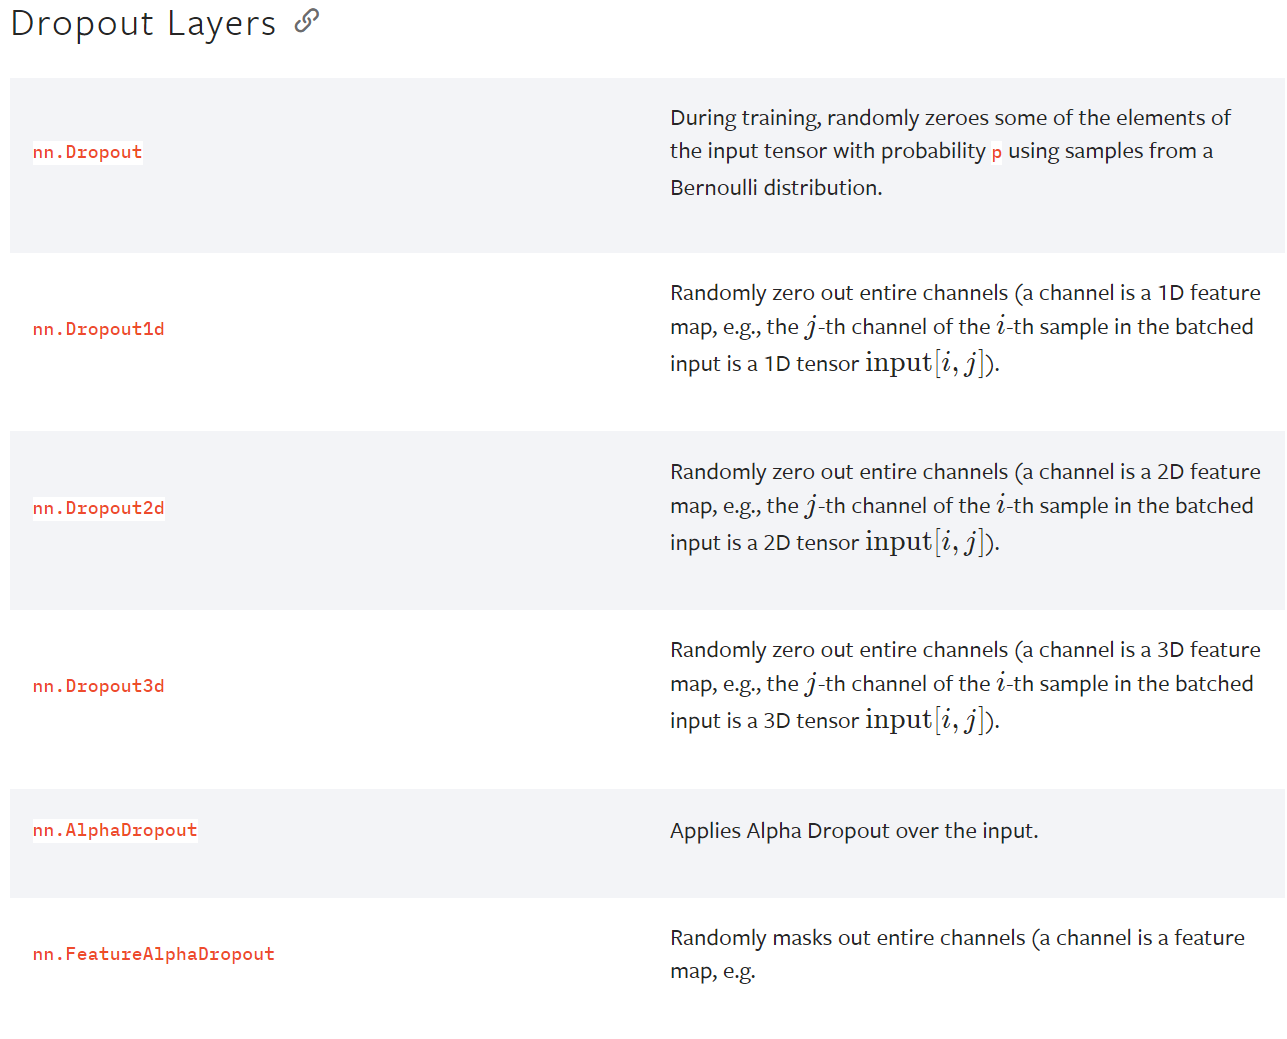 Dropout Layers
nn.Dropout
During training, randomly zeroes some of the elements of
the input tensor with probability p using samples from a
Bernoulli distribution.
nn.Dropout1d
Randomly zero out entire channels (a channel is a 1D feature
map, e.g., the j-th channel of the i-th sample in the batched
input is a 1D tensor input[i, j]).
nn.Dropout2d
Randomly zero out entire channels (a channel is a 2D feature
map, e.g., the j-th channel of the i-th sample in the batched
input is a 2D tensor input[i, j]).
nn.Dropout3d
Randomly zero out entire channels (a channel is a 3D feature
map, e.g., the j-th channel of the i-th sample in the batched
input is a 3D tensor input[i, j]).
nn.AlphaDropout
Applies Alpha Dropout over the input.
nn.FeatureAlphaDropout
Randomly masks out entire channels (a channel is a feature
map, e.g.